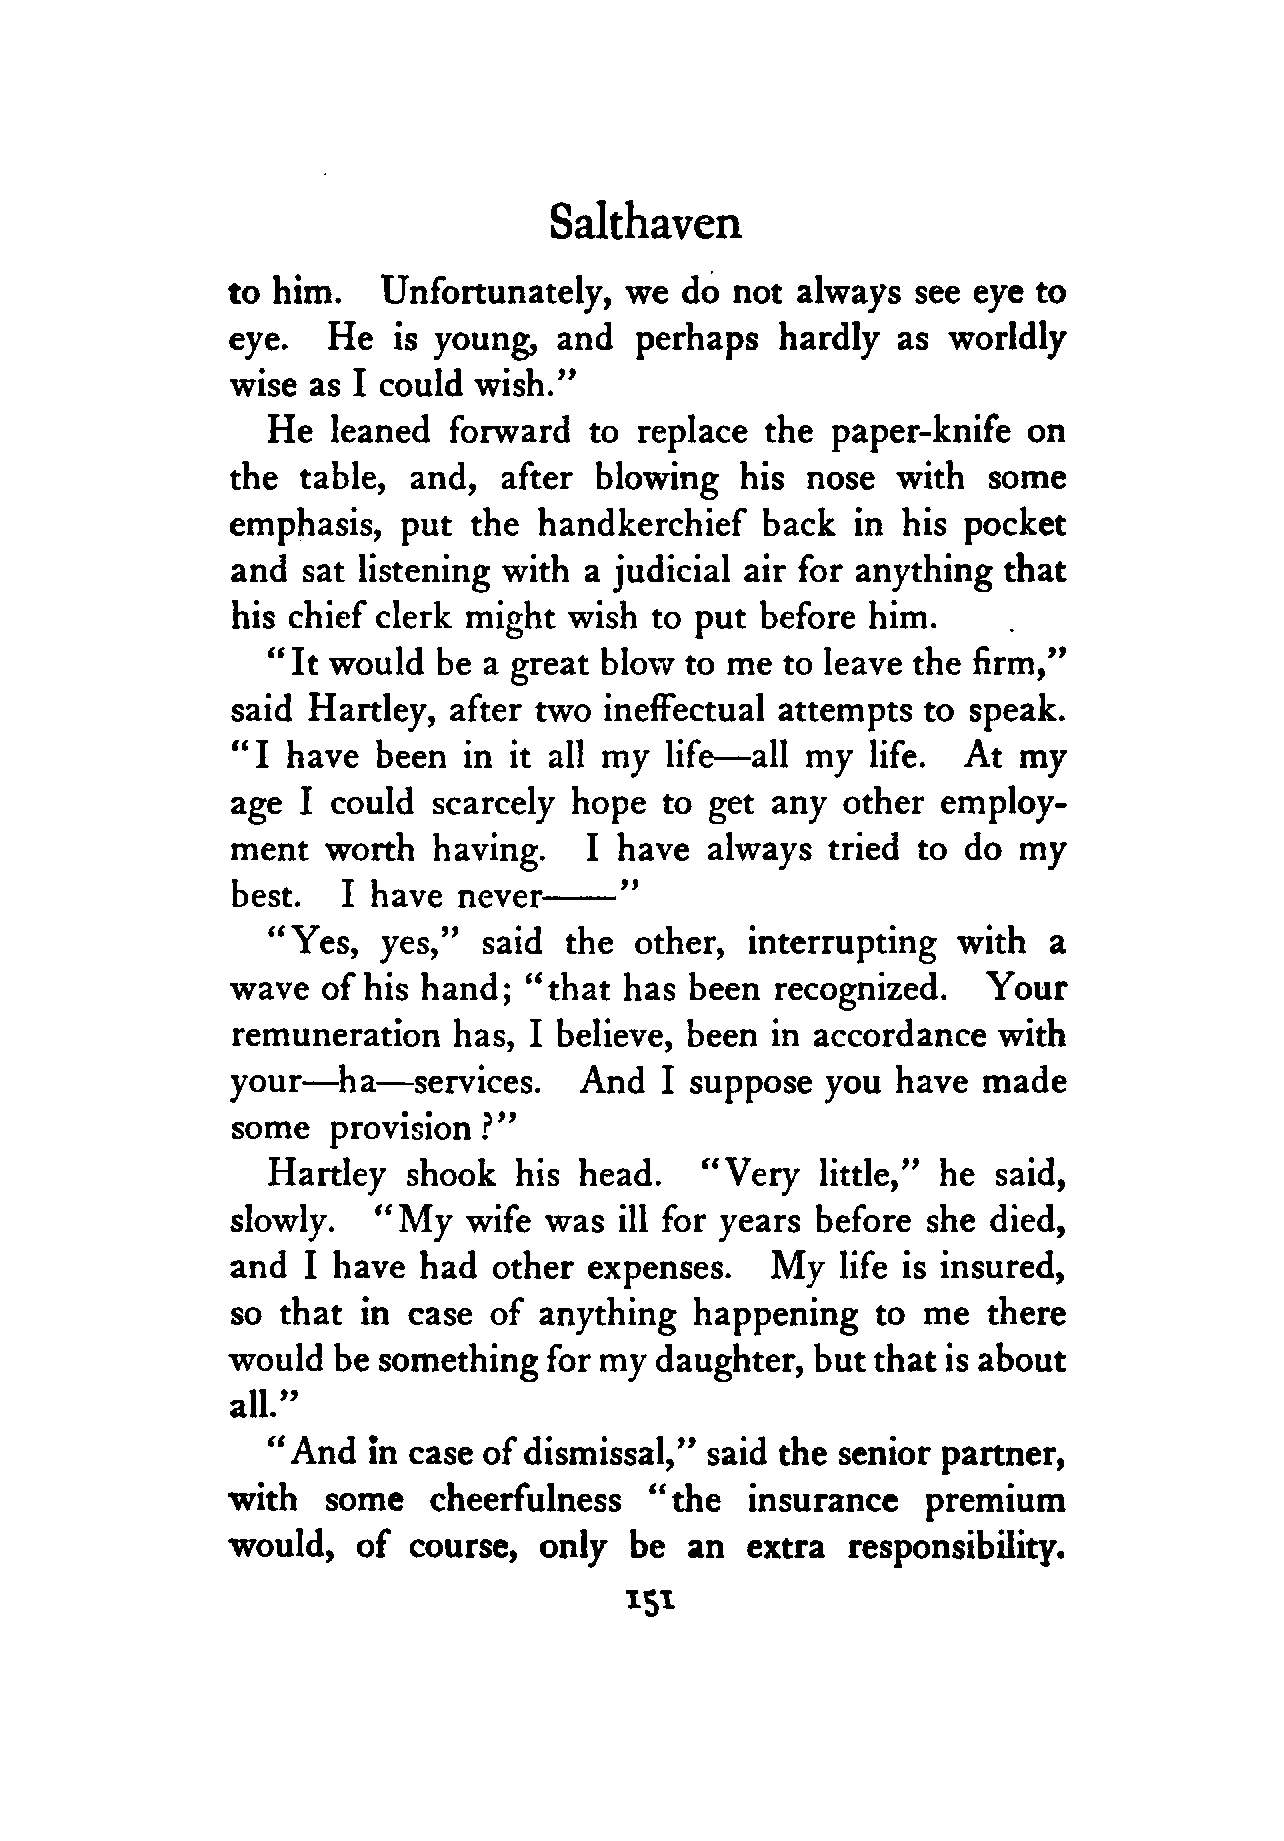 Salthaven
to him. Unfortunately, we do not always see eye to
eye. He is young, and perhaps hardly as worldly
wise as I could wish."
He leaned forward to replace the paper-knife on
the table, and, after blowing his nose with some
emphasis, put the handkerchief back in his pocket
and sat listening with a judicial air for anything that
his chief clerk might wish to put before him.
"It would be a great blow to me to leave the firm,"
said Hartley, after two ineffectual attempts to speak.
"I have been in it all my life—all my life. At my
age I could scarcely hope to get any other employ-
ment worth having. I have always tried to do my
best. I have never——"
"Yes, yes," said the other, interrupting with a
wave of his hand; "that has been recognized. Your
remuneration has, I believe, been in accordance with
your—ha—services. And I suppose you have made
some provision?"
Hartley shook his head. "Very little," he said,
slowly. "My wife was ill for years before she died,
and I have had other expenses. My life is insured,
so that in case of anything happening to me there
would be something for my daughter, but that is about
all."
"And in case of dismissal," said the senior partner,
with some cheerfulness "the insurance premium
would, of course, only be an extra responsibility.
151